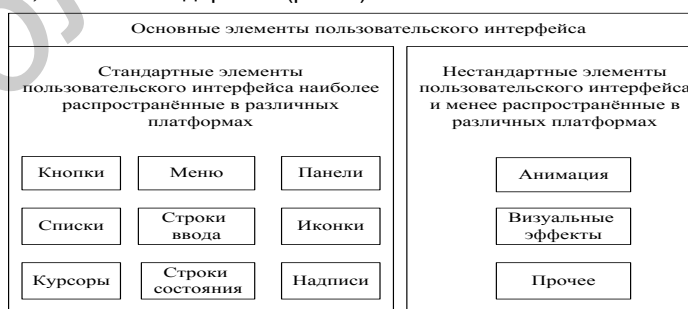 Основные элементы пользовательского интерфейса
Стандартные элементы
пользовательского интерфейса наиболее
распространённые в различных
платформах
Кнопки
Меню
Панели
Списки
Строки
ввода
Иконки
Курсоры
Строки
состояния
Надписи
Нестандартные элементы
пользовательского интерфейса
и менее распространённые в
различных платформах
Анимация
Визуальные
эффекты
Прочее